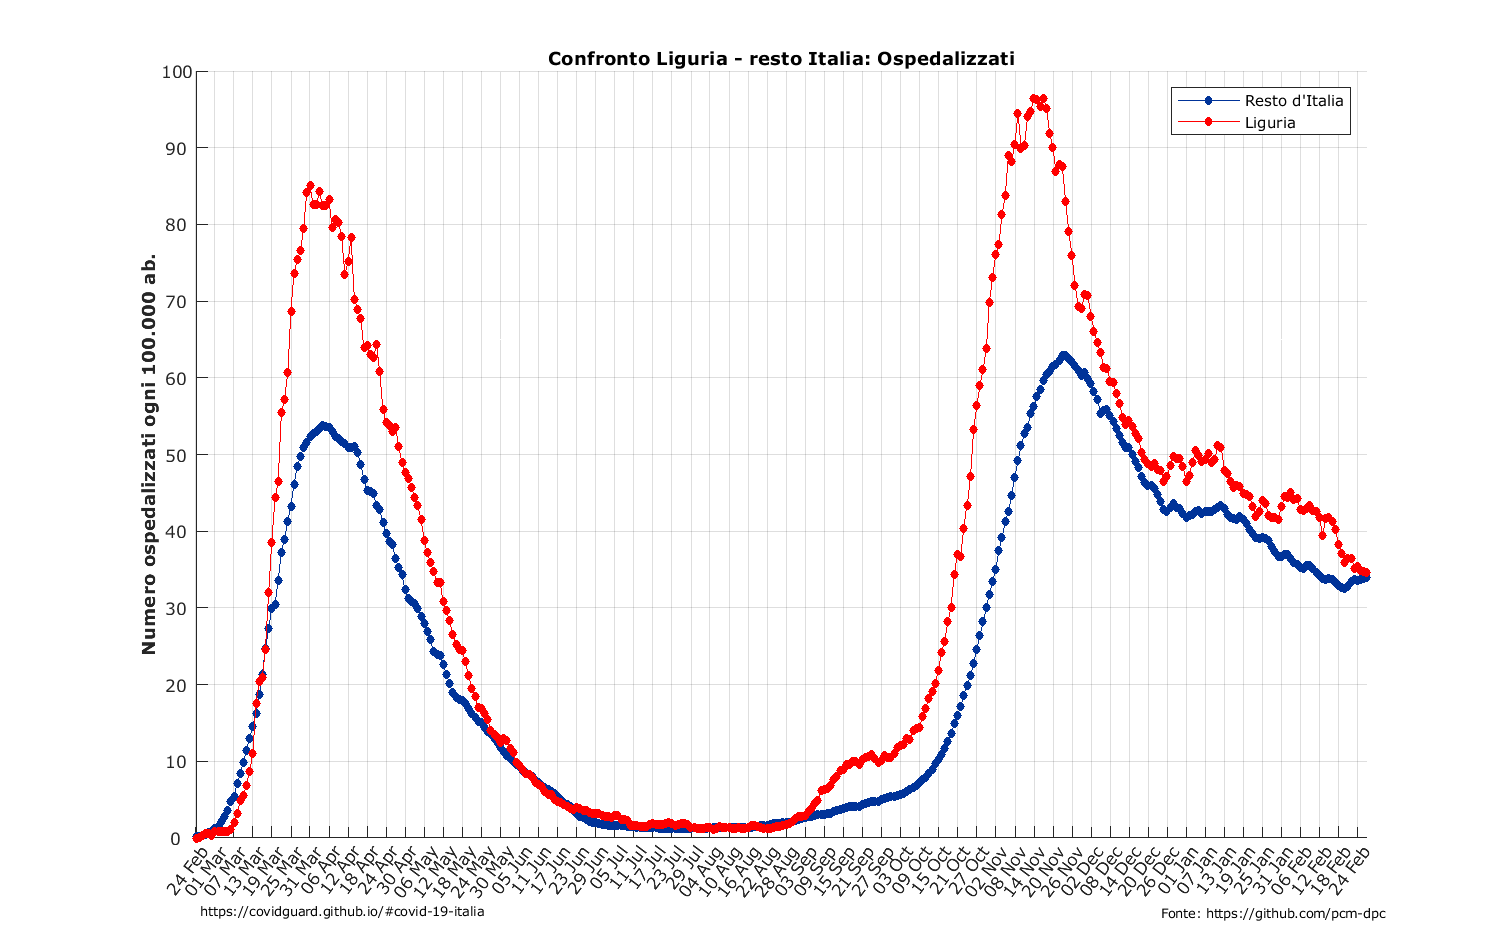 Confronto Liguria - resto Italia: Ospedalizzati
Resto d'Italia
Liguria
Numero ospedalizzati ogni 100.000 ab.
100
90
80
70
60
50
40
30
20
10
0
24 Feb
01 Mar
07 Mar
13 Mar
19 Mar
25 Mar
31 Mar
06 Apr
12 Apr
18 Apr
24 Apr
30 Apr
06 May
12 May
18 May
24 May
30 May
05 Jun
11 Jun
17 Jun
23 Jun
29 Jun
05 Jul
11 Jul
17 Jul
23 Jul
29 Jul
04 Aug
10 Aug
16 Aug
22 Aug
28 Aug
03 Sep
09 Sep
15 Sep
21 Sep
27 Sep
03 Oct
09 Oct
15 Oct
21 Oct
27 Oct
02 Nov
08 Nov
14 Nov
20 Nov
26 Nov
02 Dec
08 Dec
14 Dec
20 Dec
26 Dec
01 Jan
07 Jan
13 Jan
19 Jan
25 Jan
31 Jan
06 Feb
12 Feb
18 Feb
24 Feb
https://covidguard.github.io/#covid-19-italia
Fonte: https://github.com/pcm-dpc